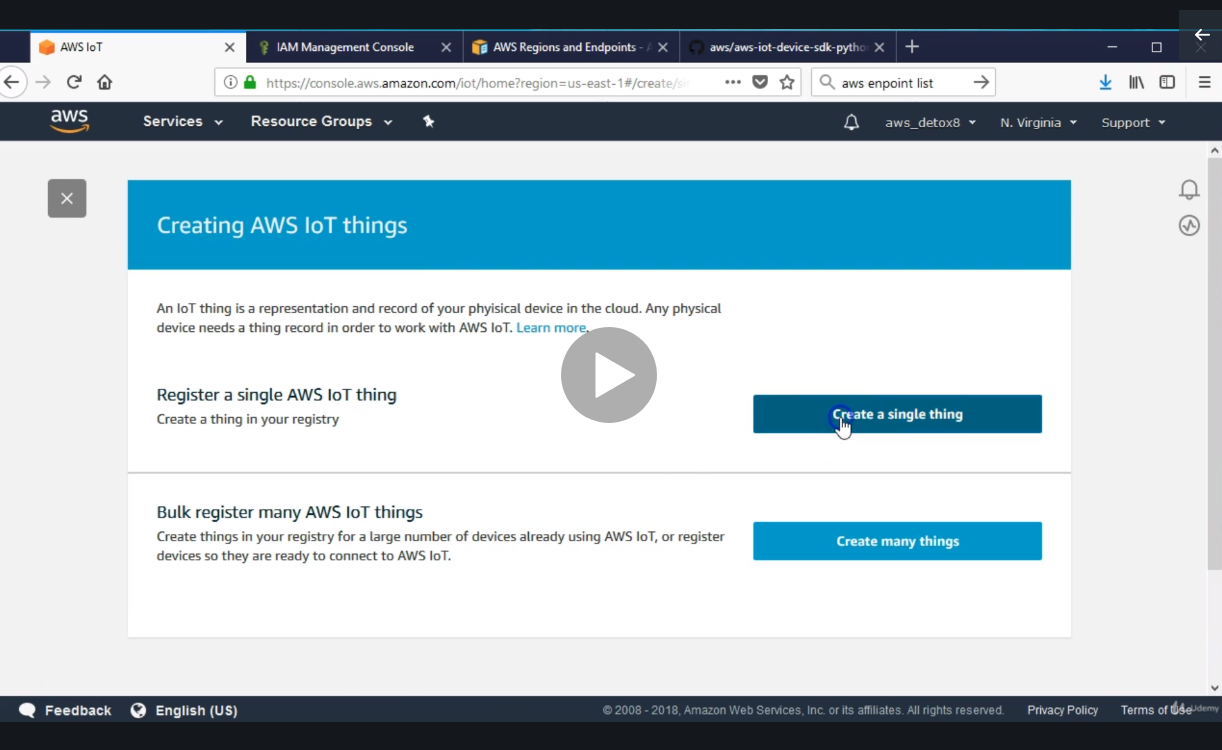 AWS IoT
IAM Management Console
AWS Regions and Endpoints - A
aws/aws-iot-device-sdk-pytho
https://console.aws.amazon.com/iot/home?region=us-east-1#/create/si
aws enpoint list
aws
Services
Resource Groups
aws_detox8
N. Virginia
Support
Creating AWS IoT things
An IoT thing is a representation and record of your phyisical device in the cloud. Any physical
device needs a thing record in order to work with AWS IoT. Learn more.
Register a single AWS IoT thing
Create a thing in your registry
Create a single thing
Bulk register many AWS IoT things
Create things in your registry for a large number of devices already using AWS IoT, or register
devices so they are ready to connect to AWS IoT.
Create many things
Feedback
English (US)
© 2008 - 2018, Amazon Web Services, Inc. or its affiliates. All rights reserved.
Privacy Policy
Terms of Use
Udemy